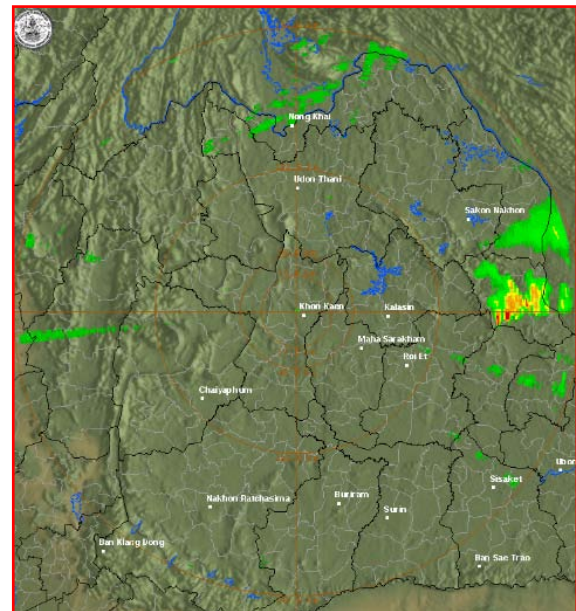 Nong Khai
Udon Thani
Sakon Nakhon
Khon Kaen
Kalasin
Maha Sarakham
Roi Et
Chaiyaphum
Sisaket
Ubon
Nakhon Ratchasima
Buriram
Surin
Ban Klang Dong
Ban Sae Trao